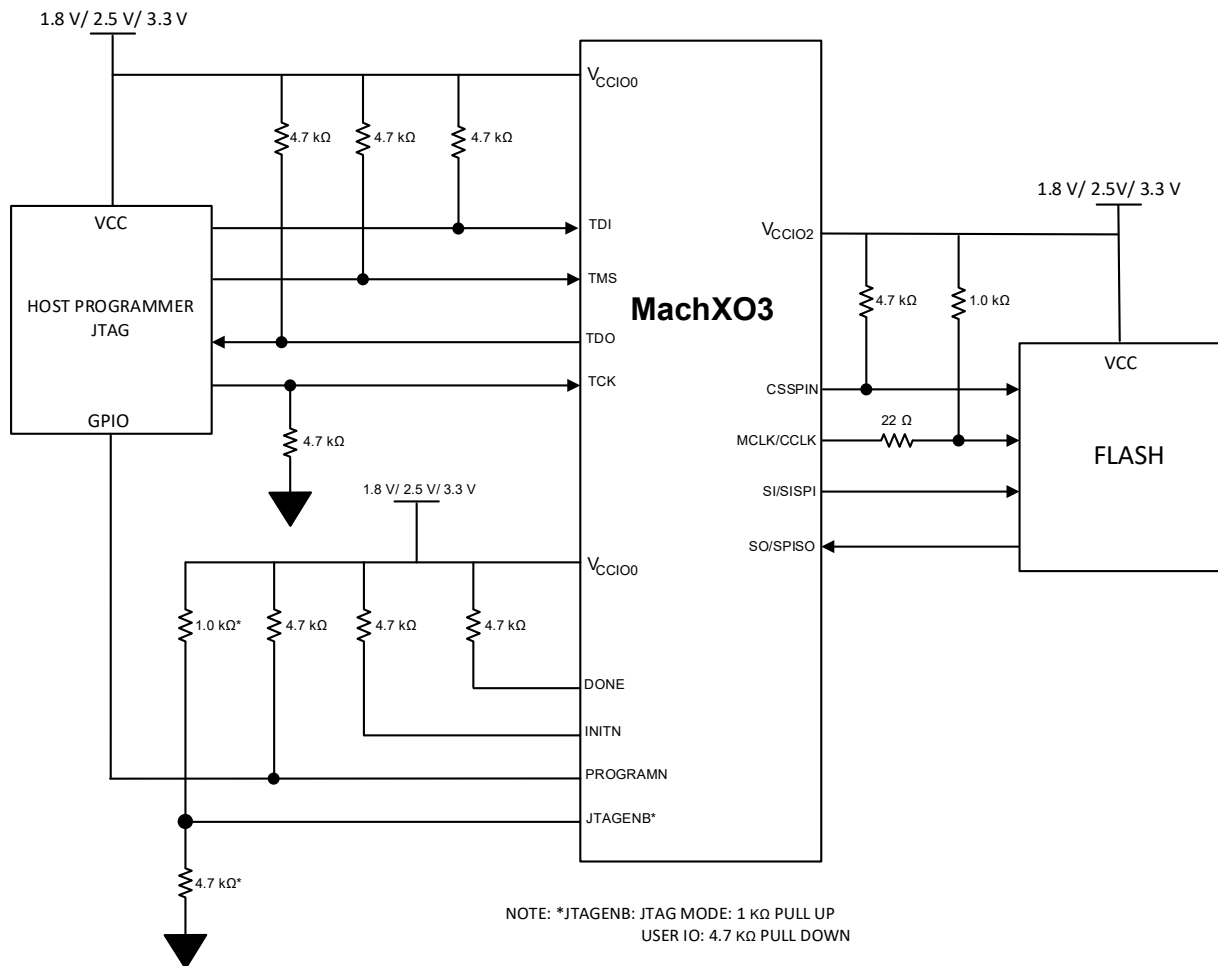 1.8 V/ 2.5 V/ 3.3 V
VCCIO0
4.7 kΩ
4.7 kΩ
4.7 kΩ
VCC
HOST PROGRAMMER
JTAG
GPIO
TDI
TMS
TDO
TCK
4.7 kΩ
MachXO3
1.8 V/ 2.5V/ 3.3 V
VCCIO2
4.7 kΩ
1.0 kΩ
VCC
FLASH
CSSPIN
22 Ω
MCLK/CCLK
SI/SISPI
SO/SPISO
1.8 V/ 2.5 V/ 3.3 V
VCCIO0
1.0 kΩ*
4.7 kΩ
4.7 kΩ
4.7 kΩ
DONE
INITN
PROGRAMN
JTAGENB*
4.7 kΩ*
NOTE: *JTAGENB: JTAG MODE: 1 KΩ PULL UP
USER IO: 4.7 KΩ PULL DOWN